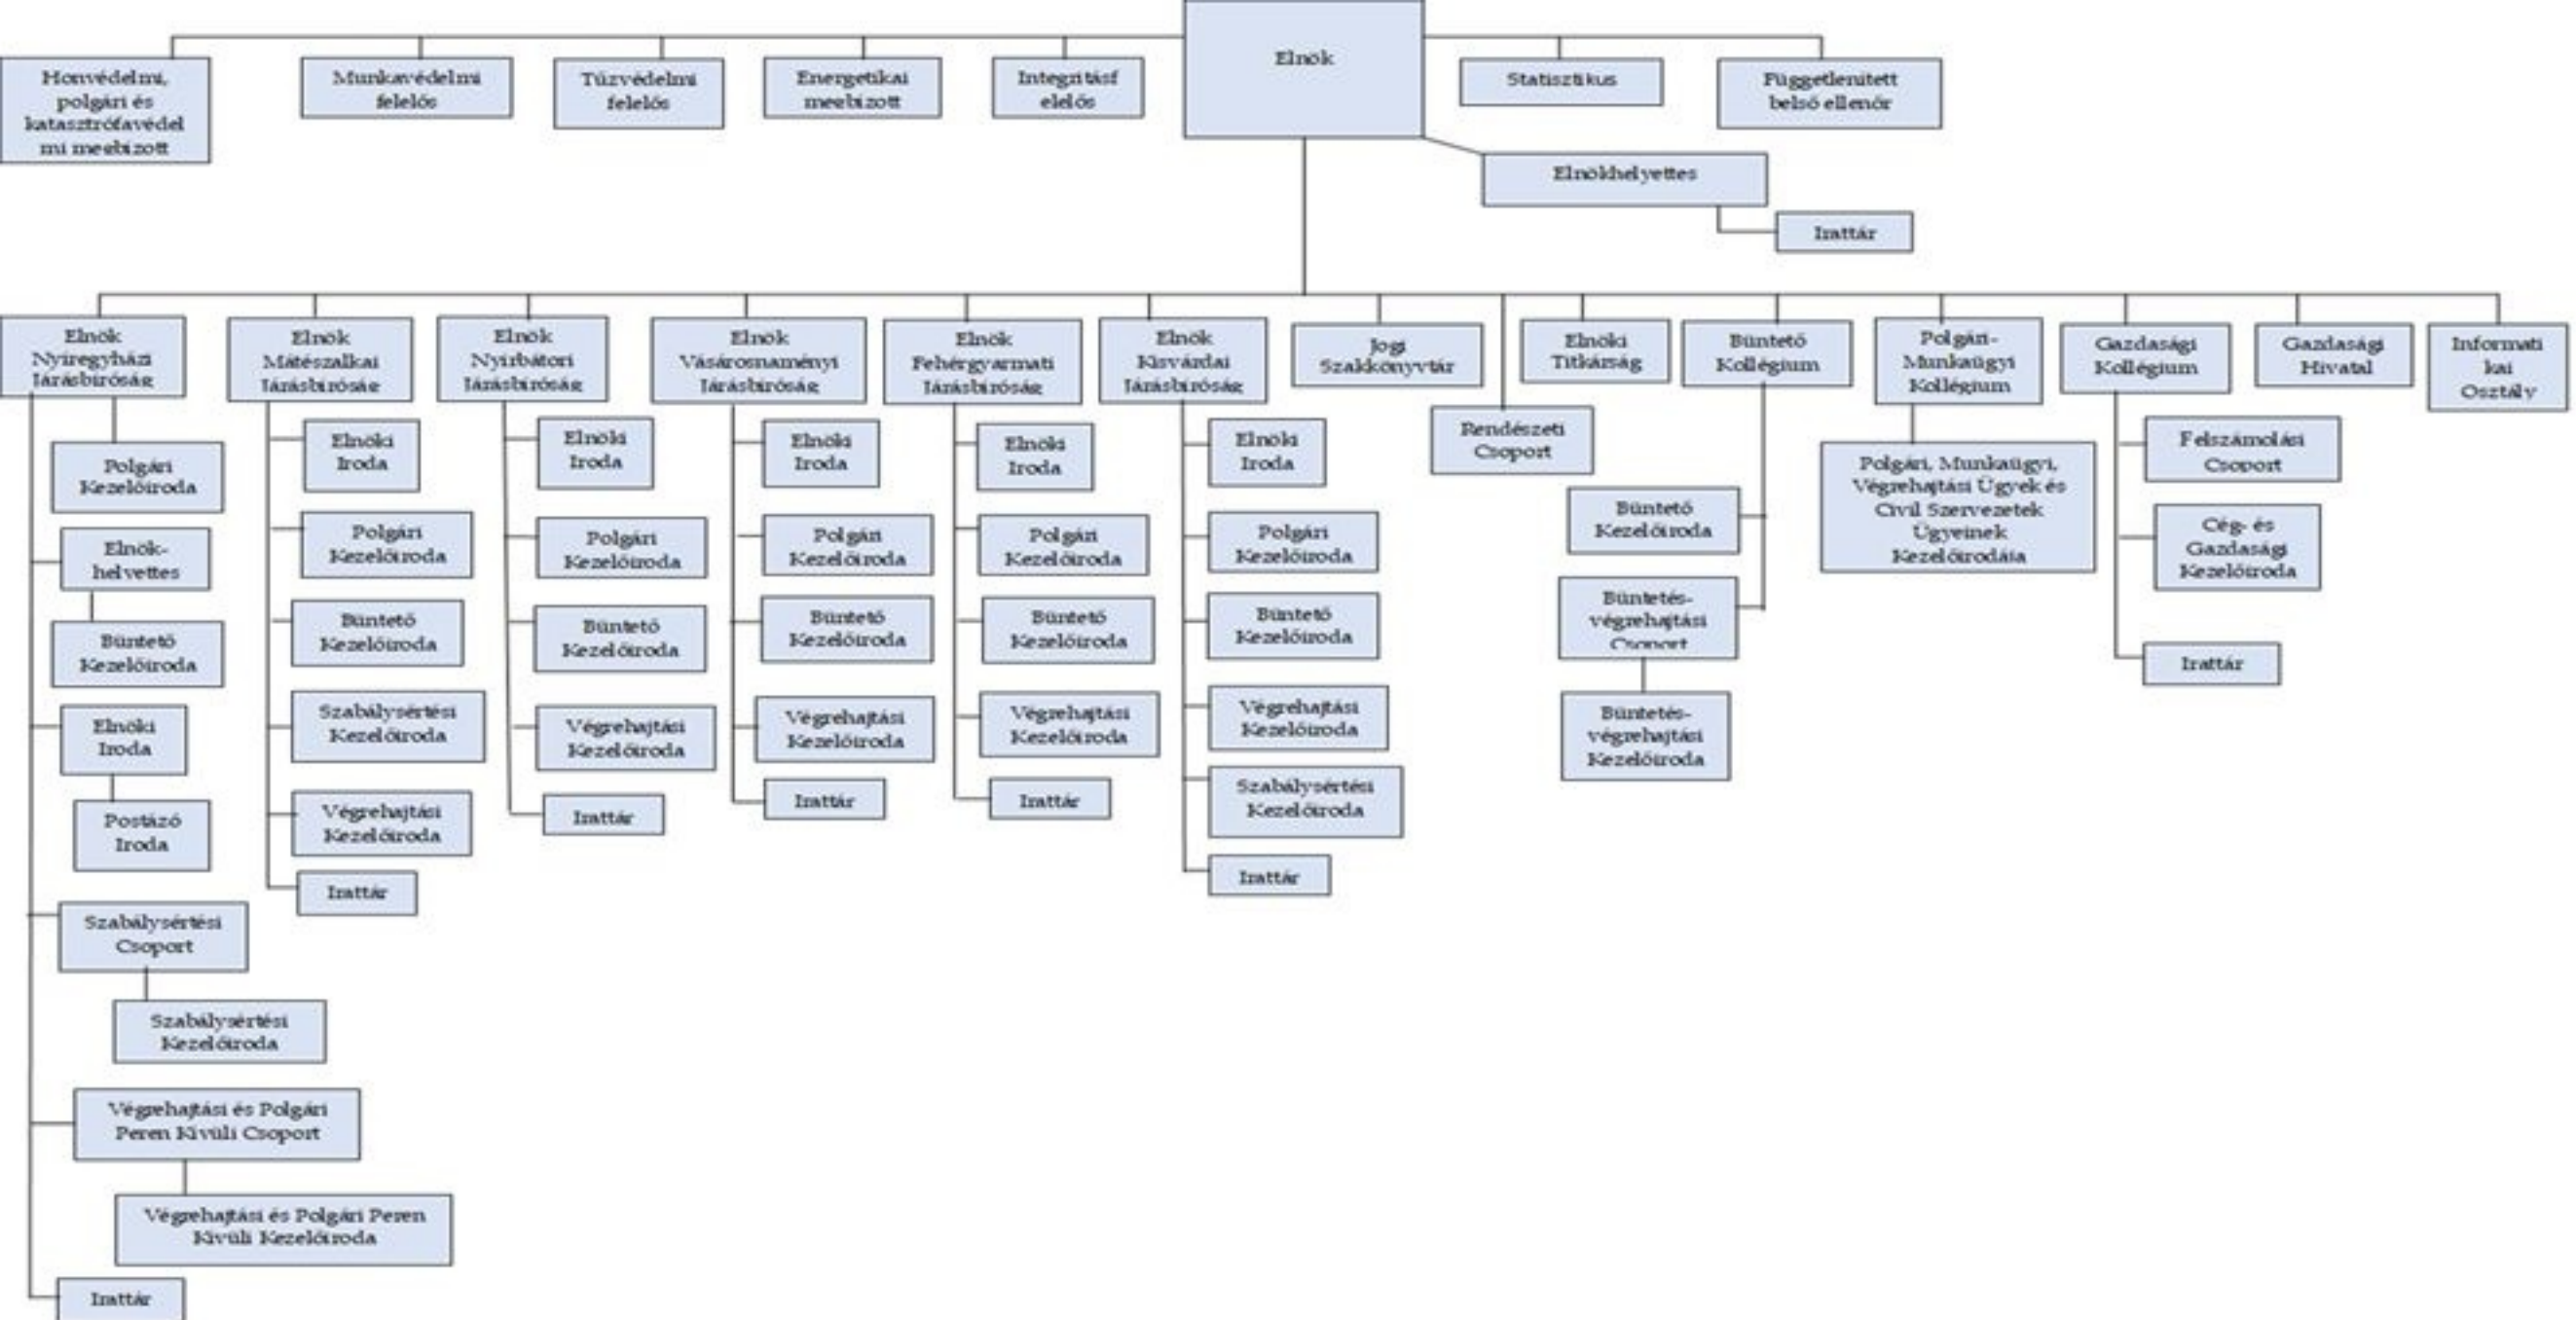 Elnök
Honvédelmi,
polgári és
katasztrófavédel
mi megbízott
Munkavédelmi
felelős
Tűzvédelmi
felelős
Energetikai
megbízott
Integritásf
elelős
Statisztikus
Függetlenített
belső ellenőr
Elnökhelyettes
Irattár
Elnök
Nyíregyházi
Járásbíróság
Polgári
Kezelőiroda
Elnök-
helyettes
Büntető
Kezelőiroda
Elnöki
Iroda
Postázó
Iroda
Szabálysértési
Csoport
Szabálysértési
Kezelőiroda
Végrehajtási és Polgári
Peren Kívüli Csoport
Végrehajtási és Polgári Peren
Kívüli Kezelőiroda
Irattár
Elnök
Mátészalkai
Járásbíróság
Elnöki
Iroda
Polgári
Kezelőiroda
Büntető
Kezelőiroda
Szabálysértési
Kezelőiroda
Végrehajtási
Kezelőiroda
Irattár
Elnök
Nyírbátori
Járásbíróság
Elnöki
Iroda
Polgári
Kezelőiroda
Büntető
Kezelőiroda
Végrehajtási
Kezelőiroda
Irattár
Elnök
Vásárosnaményi
Járásbíróság
Elnöki
Iroda
Polgári
Kezelőiroda
Büntető
Kezelőiroda
Végrehajtási
Kezelőiroda
Irattár
Elnök
Fehérgyarmati
Járásbíróság
Elnöki
Iroda
Polgári
Kezelőiroda
Büntető
Kezelőiroda
Végrehajtási
Kezelőiroda
Irattár
Elnök
Kisvárdai
Járásbíróság
Elnöki
Iroda
Polgári
Kezelőiroda
Büntető
Kezelőiroda
Végrehajtási
Kezelőiroda
Szabálysértési
Kezelőiroda
Irattár
Jogi
Szakkönyvtár
Rendészeti
Csoport
Elnöki
Titkárság
Büntető
Kollégium
Büntető
Kezelőiroda
Büntetés-
végrehajtási
Csoport
Büntetés-
végrehajtási
Kezelőiroda
Polgári-
Munkaügyi
Kollégium
Polgári, Munkaügyi,
Végrehajtási Ügyek és
Civil Szervezetek
Ügyeinek
Kezelőirodája
Gazdasági
Kollégium
Felszámolási
Csoport
Cég- és
Gazdasági
Kezelőiroda
Irattár
Gazdasági
Hivatal
Informati
kai
Osztály